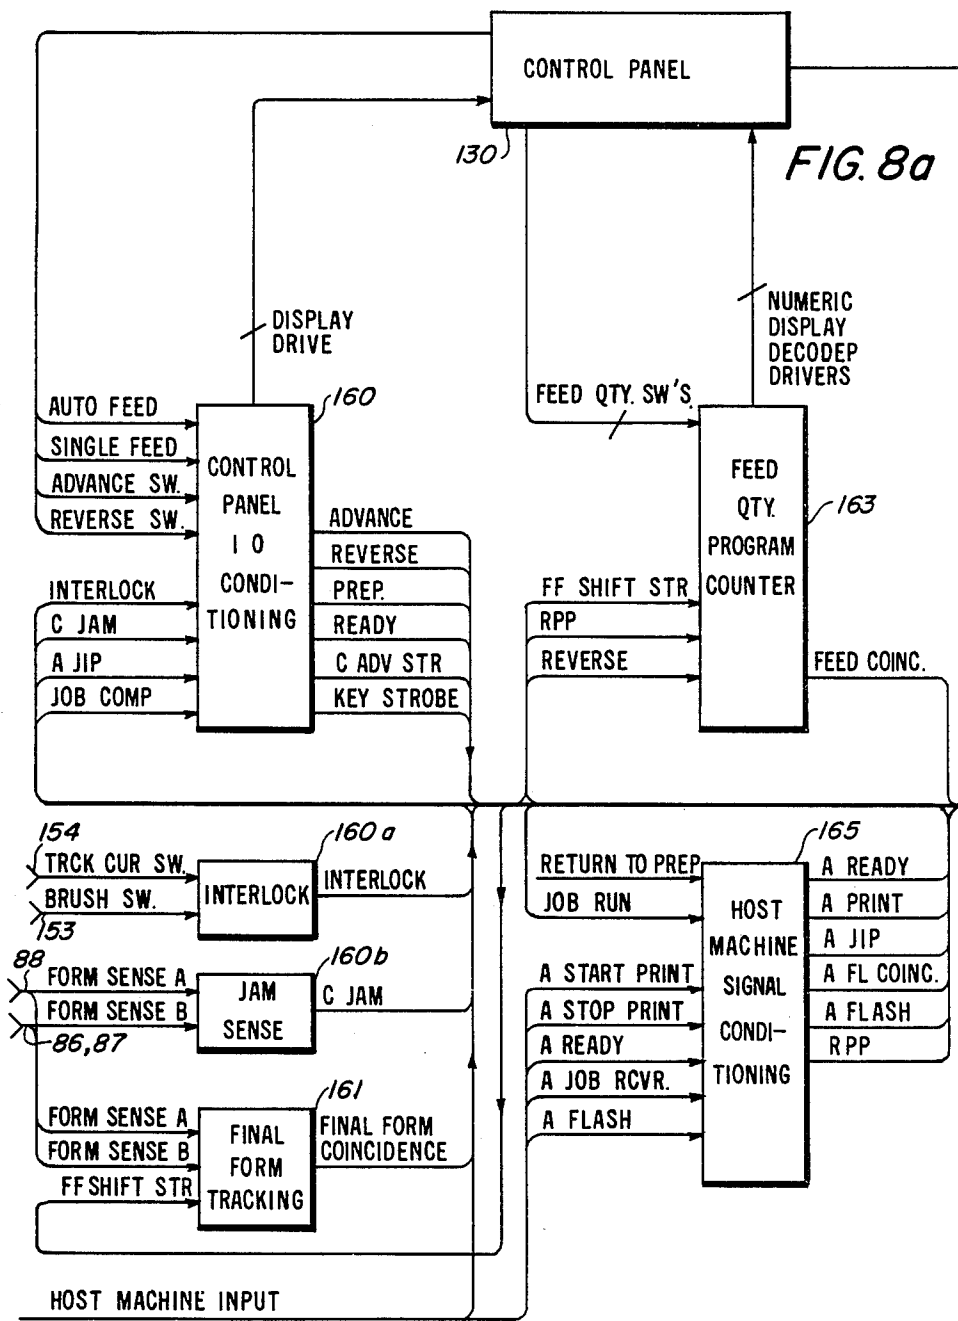 CONTROL PANEL
130
FIG. 8a
DISPLAY
DRIVE
NUMERIC
DISPLAY
DECODEP
DRIVERS
160
FEED QTY. SW'S.
AUTO FEED
SINGLE FEED
ADVANCE SW.
REVERSE SW.
INTERLOCK
C JAM
A JIP
JOB COMP
CONTROL
PANEL
I O
CONDI-
TIONING
ADVANCE
REVERSE
PREP.
READY
C ADV STR
KEY STROBE
FF SHIFT STR
RPP
REVERSE
FEED
QTY.
PROGRAM
COUNTER
163
FEED COINC.
154
TRCK CUR SW.
BRUSH SW.
153
160a
INTERLOCK
INTERLOCK
88
FORM SENSE A
FORM SENSE B
86,87
160b
JAM
SENSE
C JAM
FORM SENSE A
FORM SENSE B
FF SHIFT STR
161
FINAL
FORM
TRACKING
FINAL FORM
COINCIDENCE
RETURN TO PREP
JOB RUN
A START PRINT
A STOP PRINT
A READY
A JOB RCVR.
A FLASH
165
HOST
MACHINE
SIGNAL
CONDI-
TIONING
A READY
A PRINT
A JIP
A FL COINC.
A FLASH
RPP
HOST MACHINE INPUT